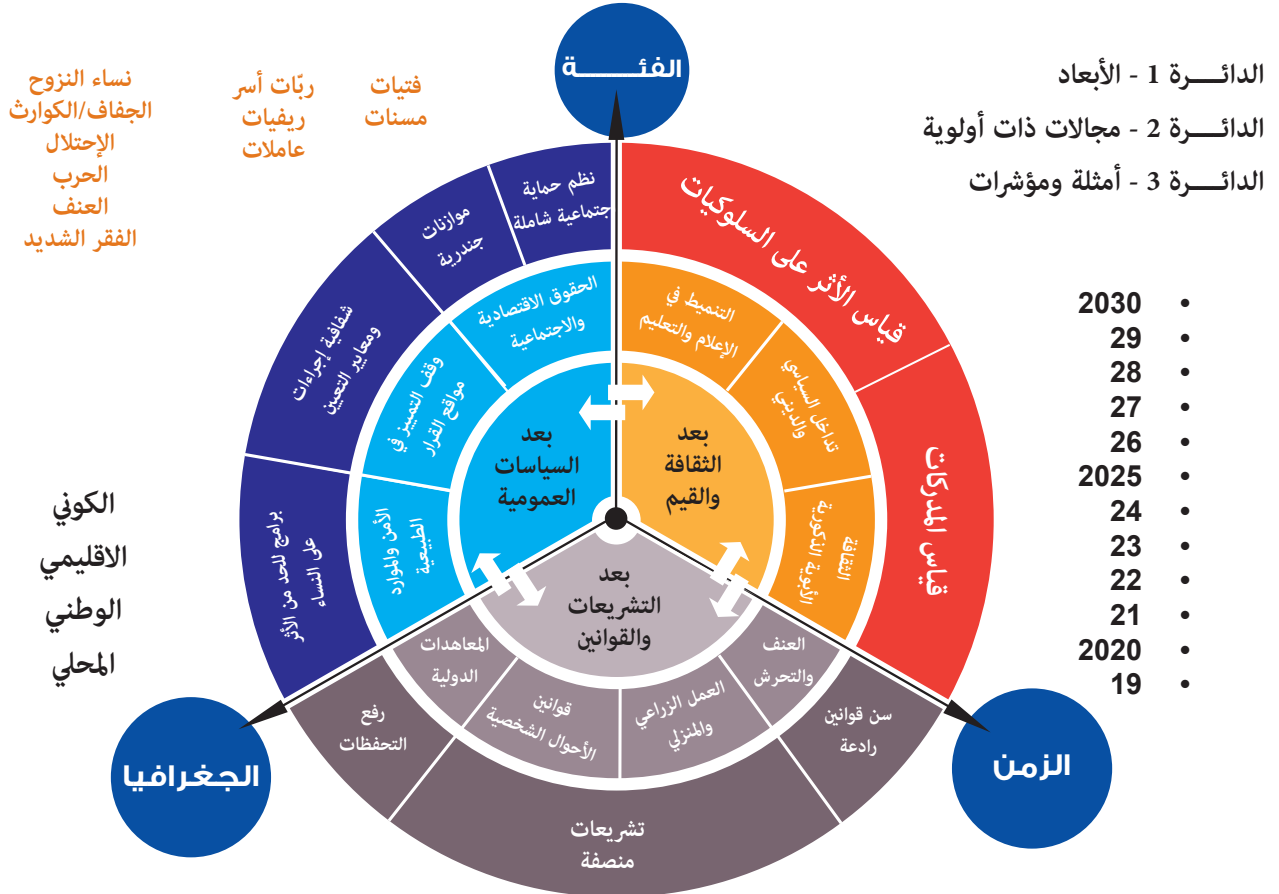 الفئــــــة
الدائــــرة 1 - الأبعاد
الدائــــرة 2 - مجالات ذات أولوية
الدائــــرة 3 - أمثلة ومؤشرات
فتيات
مسنات
ربّات أسر
ريفيات
عاملات
نساء النزوح
الجفاف/الكوارث
الإحتلال
الحرب
العنف
الفقر الشديد
قياس الأثر على السلوكيات
قياس المدركات
نظم حماية
جتماعية شاملة
موازنات
جندرية
شفافية إجراءات
ومعايير التعيين
برامج للحد من الأثر
على النساء
التنميط في
الإعلام والتعليم
تداخل السياسي
والديني
الثقافة
الأبوية الذكورية
الحقوق الاقتصادية
والاجتماعية
وقف التمييز في
مواقع القرار
الأمن والموارد
الطبيعية
بعد
الثقافة
والقيم
بعد
السياسات
العمومية
بعد
التشريعات
والقوانين
العنف
والتحرش
العمل الزراعي
والمنزلي
قوانين
الأحوال الشخصية
المعاهدات
الدولية
سن قوانين
رادعة
تشريعات
منصفة
رفع
التحفظات
• 2030
• 29
• 28
• 27
• 26
• 2025
• 24
• 23
• 22
• 21
• 2020
• 19
الكوني
الاقليمي
الوطني
المحلي
الزمن
الجغرافيا